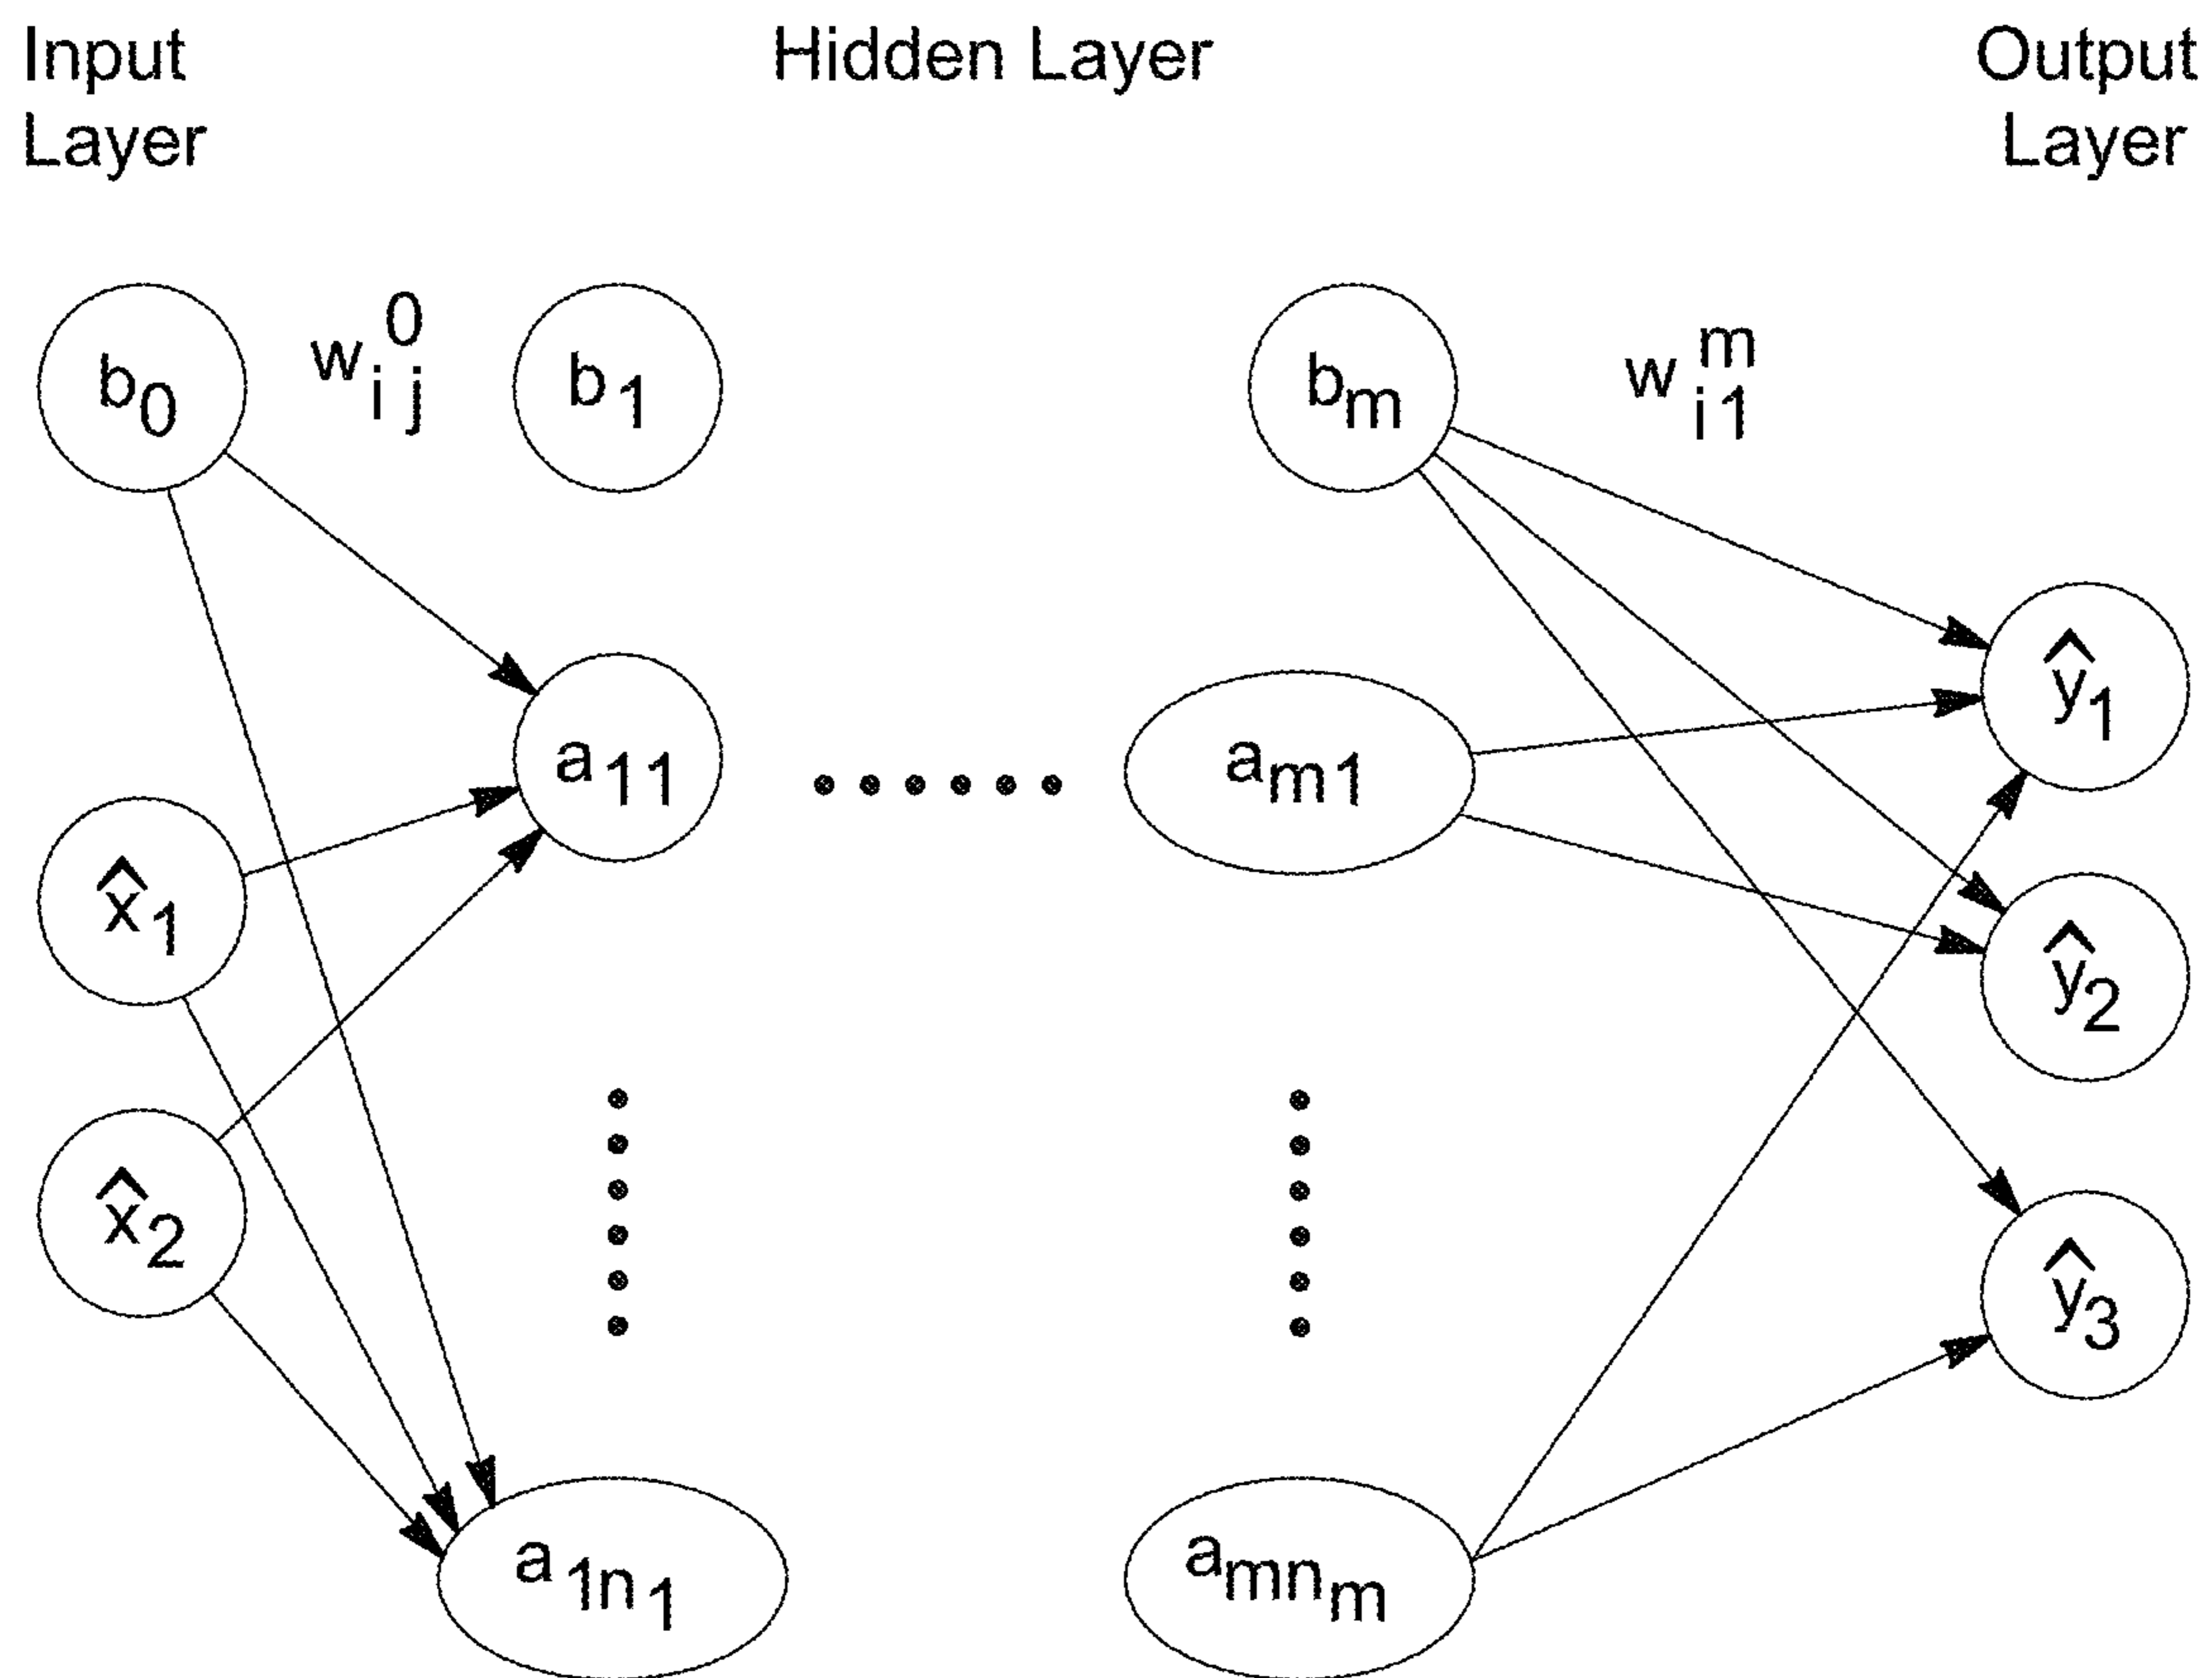 Input
Layer
Hidden Layer
Output
Layer
b₀
w⁰ᵢⱼ
b₁
bₘ
wᵐᵢ₁
a₁₁
aₘ₁
ŷ₁
x̂₁
ŷ₂
x̂₂
ŷ₃
a₁ₙ₁
aₘₙₘ